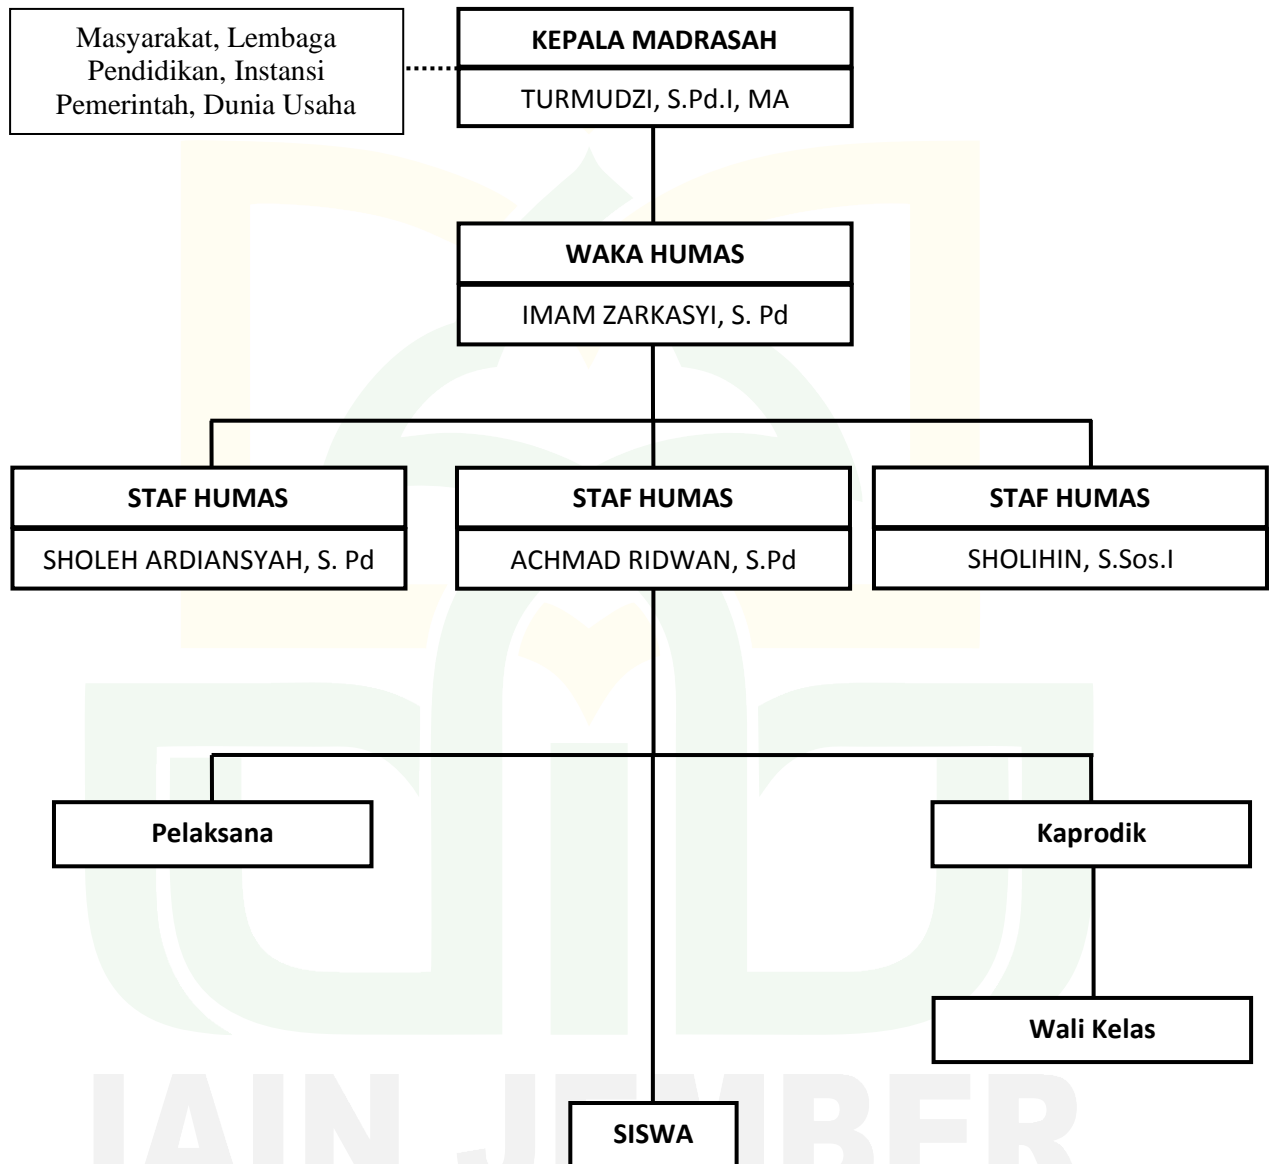 Masyarakat, Lembaga
Pendidikan, Instansi
Pemerintah, Dunia Usaha
KEPALA MADRASAH
TURMUDZI, S.Pd.I, MA
WAKA HUMAS
IMAM ZARKASYI, S. Pd
STAF HUMAS
SHOLEH ARDIANSYAH, S. Pd
STAF HUMAS
ACHMAD RIDWAN, S.Pd
STAF HUMAS
SHOLIHIN, S.Sos.I
Pelaksana
Kaprodik
Wali Kelas
SISWA
IAIN JEMBER